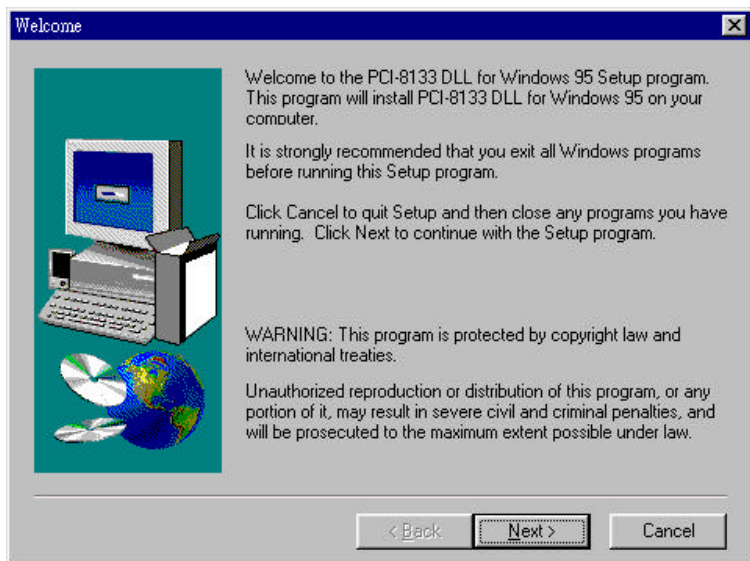 Welcome
Welcome to the PCI-8133 DLL for Windows 95 Setup program.
This program will install PCI-8133 DLL for Windows 95 on your
computer.
It is strongly recommended that you exit all Windows programs
before running this Setup program.
Click Cancel to quit Setup and then close any programs you have
running. Click Next to continue with the Setup program.
WARNING: This program is protected by copyright law and
international treaties.
Unauthorized reproduction or distribution of this program, or any
portion of it, may result in severe civil and criminal penalties, and
will be prosecuted to the maximum extent possible under law.
< Back
Next >
Cancel